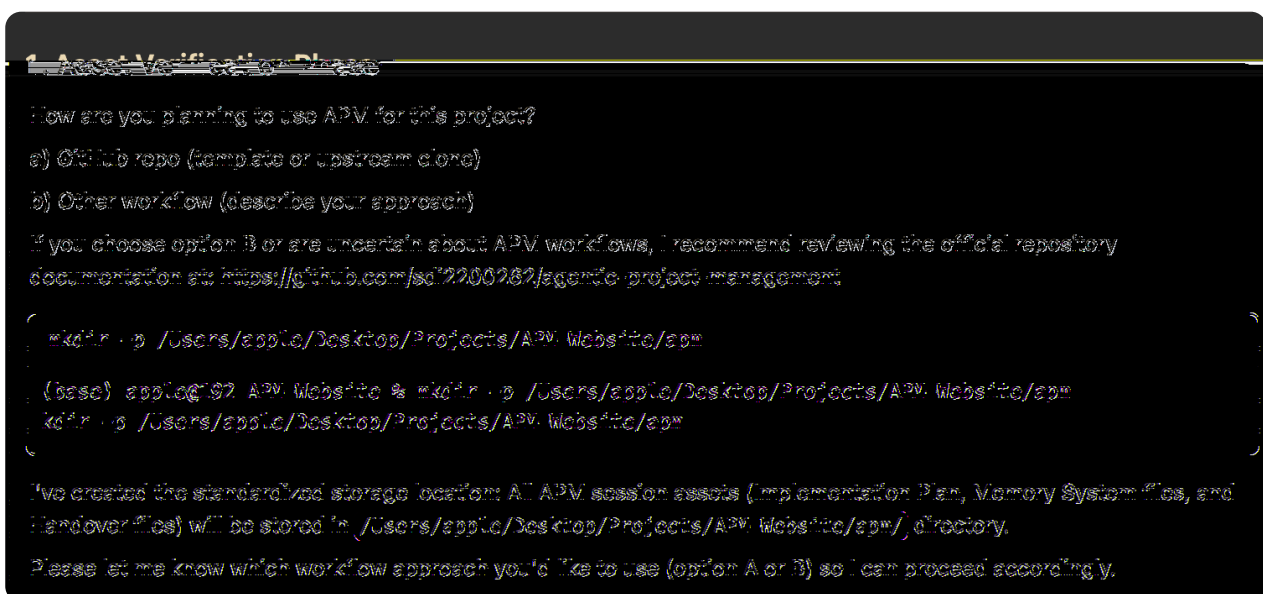 1. Asset Verification Phase
How are you planning to use APM for this project?
a) GitHub repo (template or upstream clone)
b) Other workflow (describe your approach)
If you choose option B or are uncertain about APM workflows, I recommend reviewing the official repository
documentation at: https://github.com/sdi2200262/agentic-project-management
mkdir -p /Users/apple/Desktop/Projects/APM-Website/apm
(base) apple@192 APM-Website % mkdir -p /Users/apple/Desktop/Projects/APM-Website/apm
kdir -p /Users/apple/Desktop/Projects/APM-Website/apm
I've created the standardized storage location: All APM session assets (Implementation Plan, Memory System files, and
Handover files) will be stored in /Users/apple/Desktop/Projects/APM-Website/apm/ directory.
Please let me know which workflow approach you'd like to use (option A or B) so I can proceed accordingly.